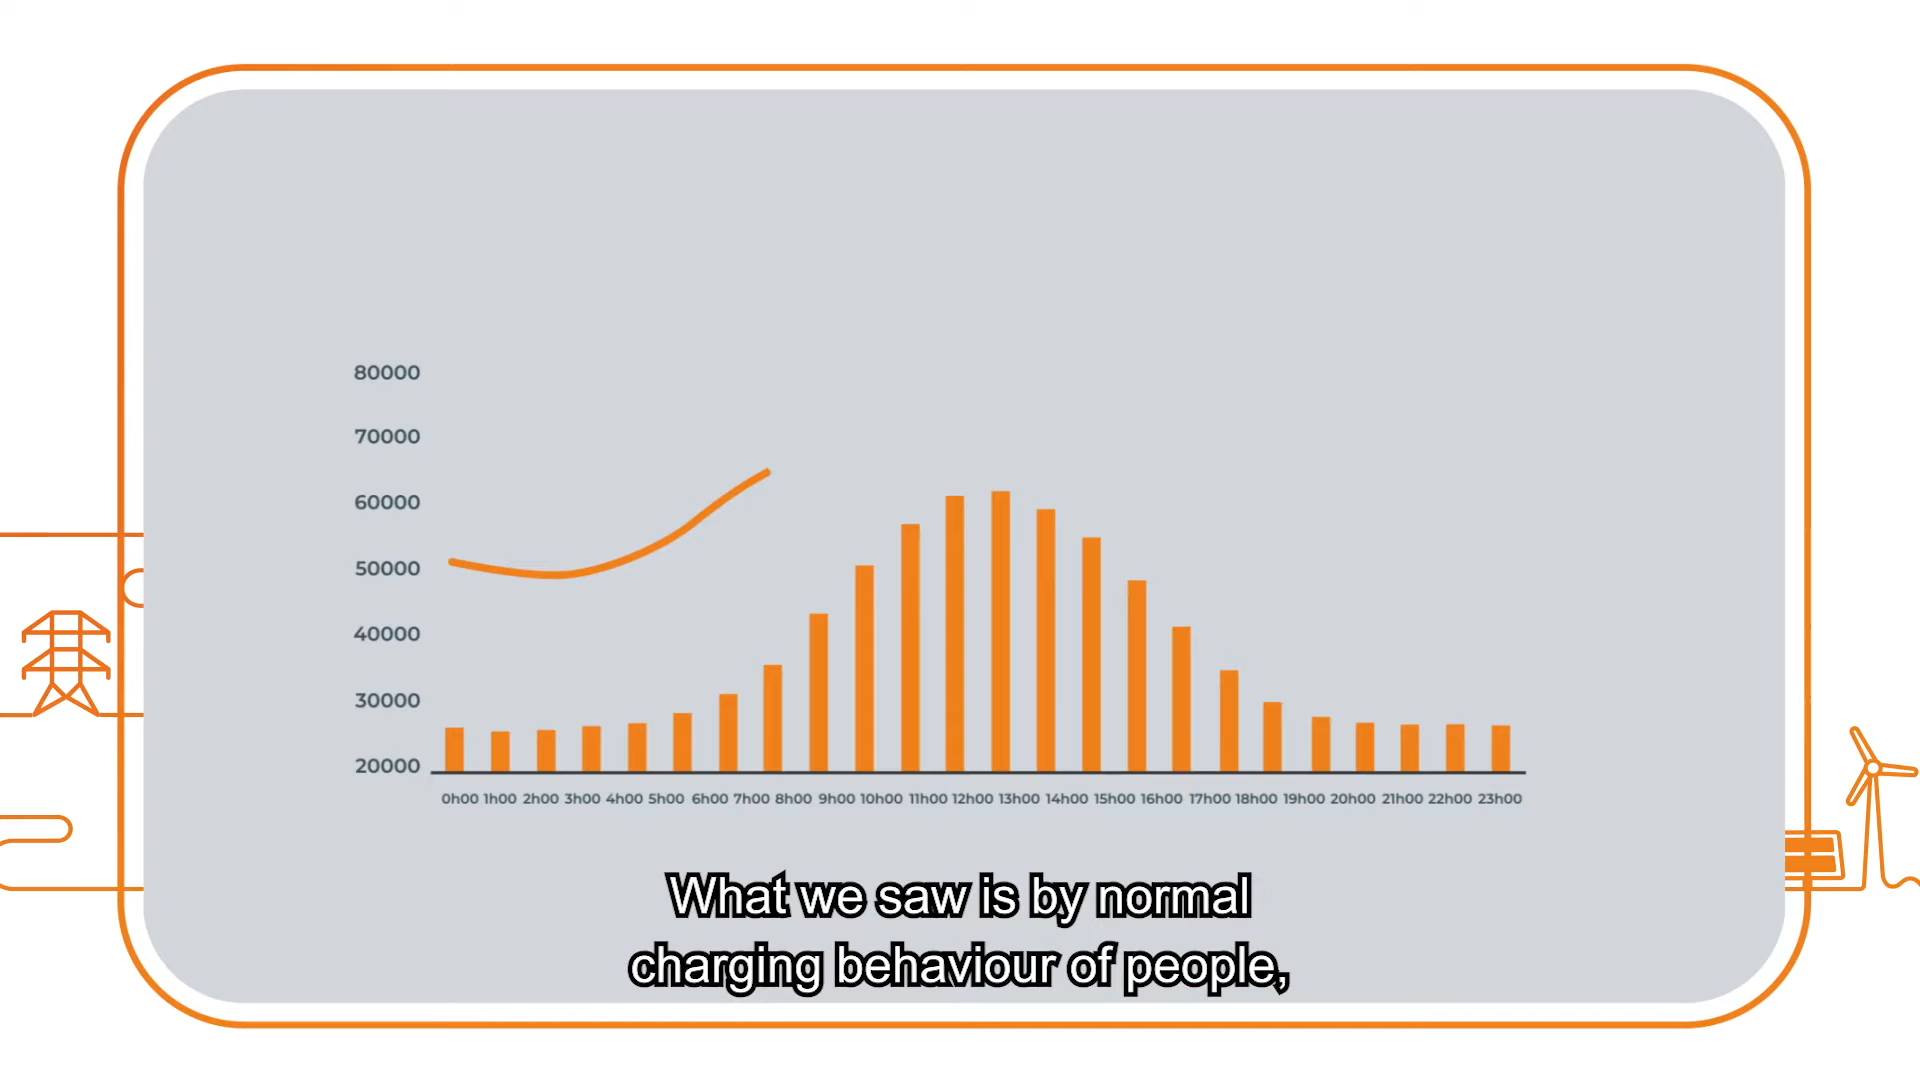 80000
70000
60000
50000
40000
30000
20000
0h00 1h00 2h00 3h00 4h00 5h00 6h00 7h00 8h00 9h00 10h00 11h00 12h00 13h00 14h00 15h00 16h00 17h00 18h00 19h00 20h00 21h00 22h00 23h00
What we saw is by normal
charging behaviour of people,